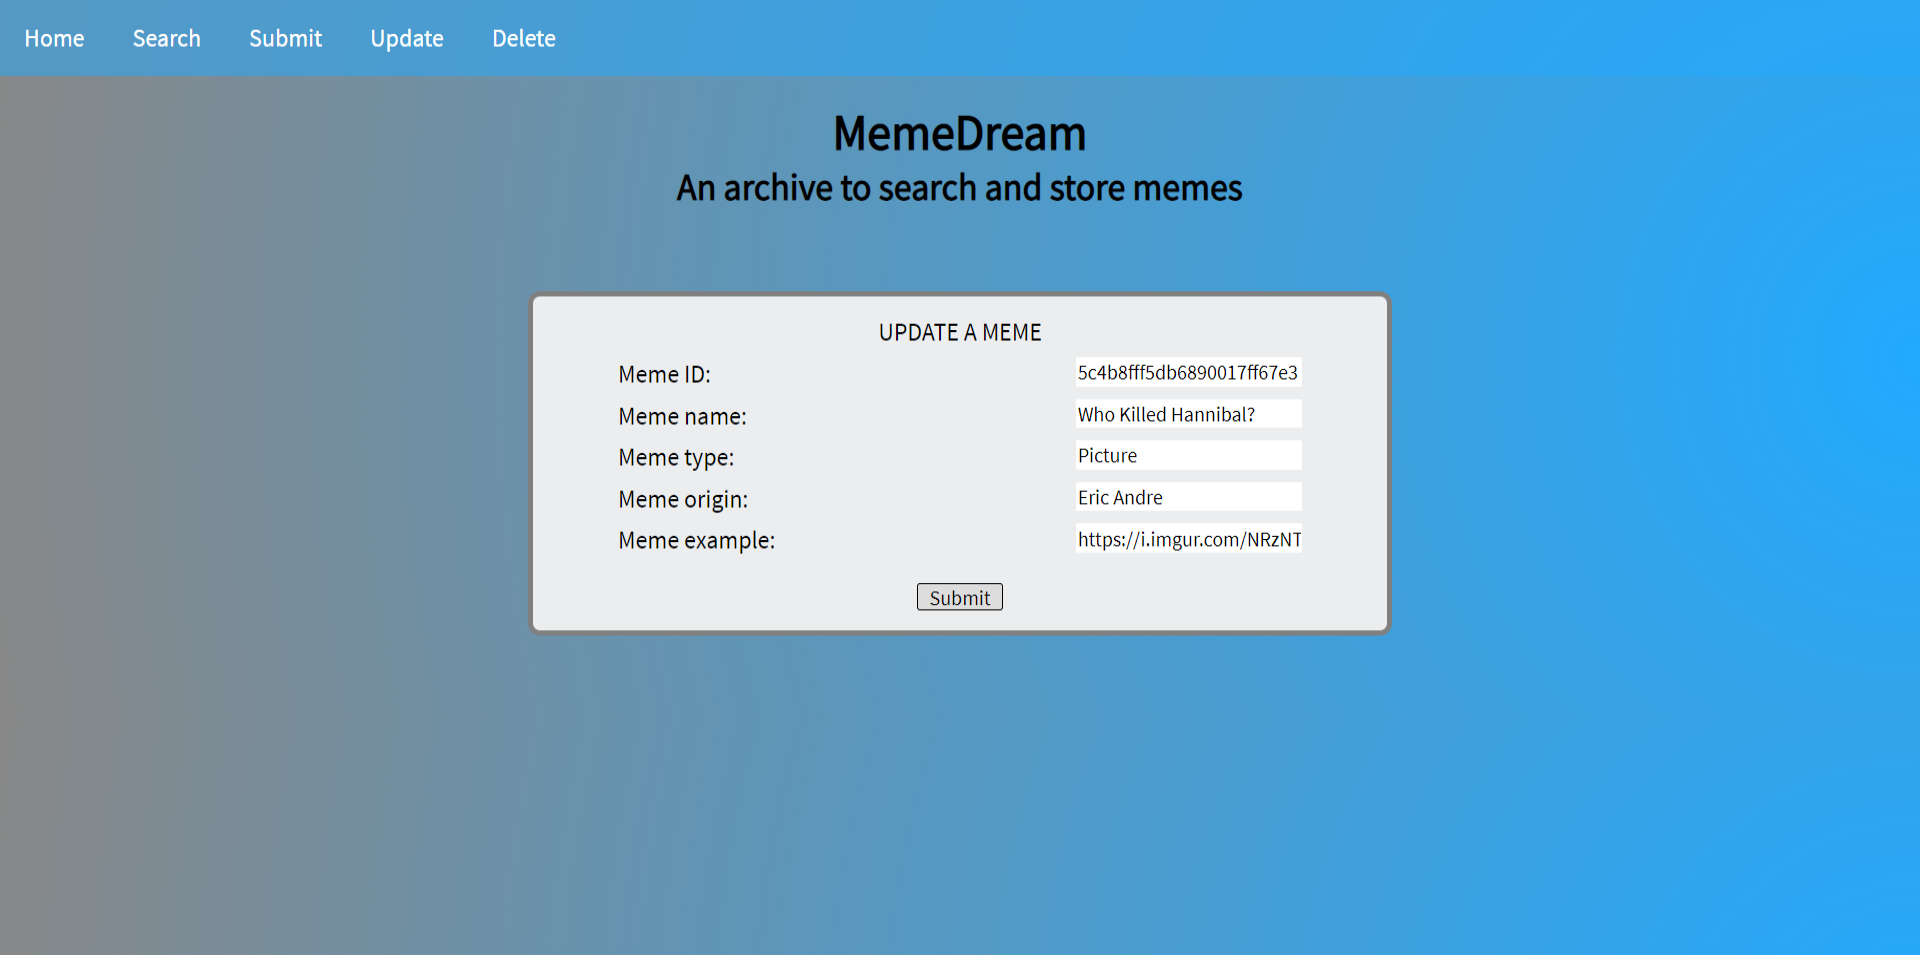 Home Search Submit Update Delete
MemeDream
An archive to search and store memes
UPDATE A MEME
Meme ID: 5c4b8fff5db6890017ff67e3
Meme name: Who Killed Hannibal?
Meme type: Picture
Meme origin: Eric Andre
Meme example: https://i.imgur.com/NRzNT
Submit